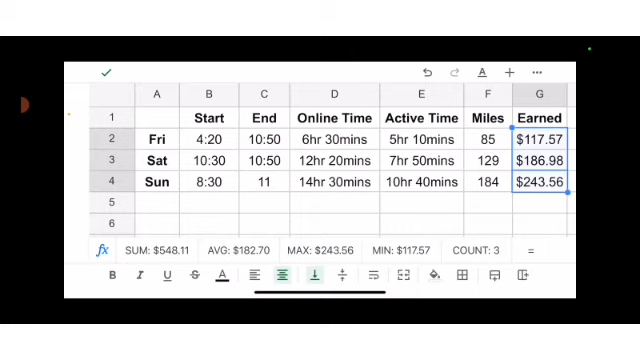 A B C D E F G
1 Start End Online Time Active Time Miles Earned
2 Fri 4:20 10:50 6hr 30mins 5hr 10mins 85 $117.57
3 Sat 10:30 10:50 12hr 20mins 7hr 50mins 129 $186.98
4 Sun 8:30 11 14hr 30mins 10hr 40mins 184 $243.56
5
6
fx SUM: $548.11 AVG: $182.70 MAX: $243.56 MIN: $117.57 COUNT: 3 =
B I U S A